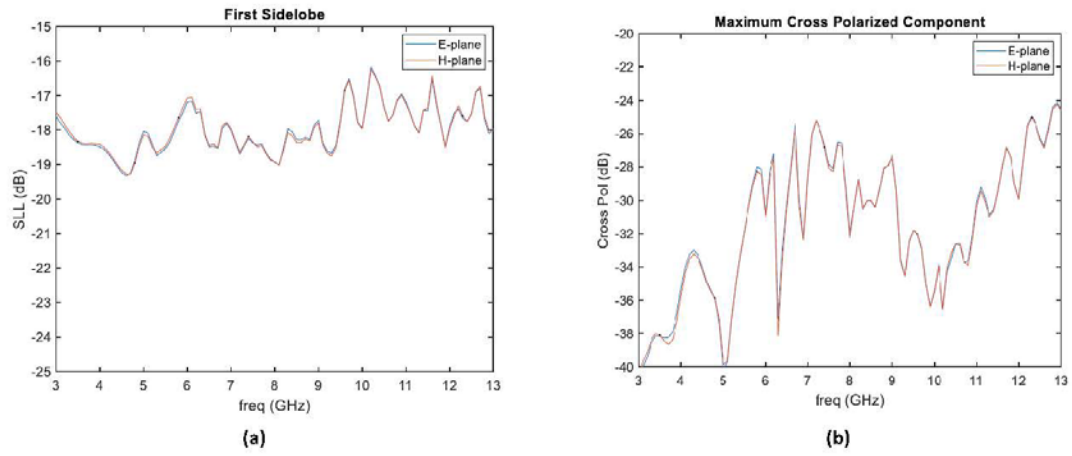 First Sidelobe
-15
-16
-17
-18
-19
-20
-21
-22
-23
-24
-25
SLL (dB)
E-plane
H-plane
3 4 5 6 7 8 9 10 11 12 13
freq (GHz)
(a)
Maximum Cross Polarized Component
-20
-22
-24
-26
-28
-30
-32
-34
-36
-38
-40
Cross Pol (dB)
E-plane
H-plane
3 4 5 6 7 8 9 10 11 12 13
freq (GHz)
(b)